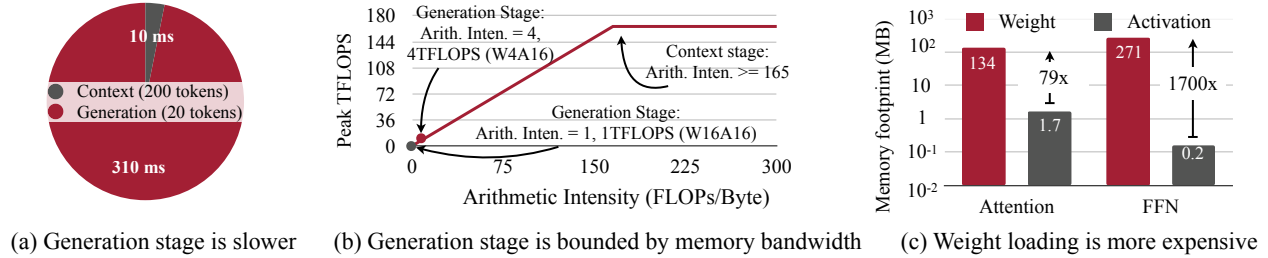 10 ms
Context (200 tokens)
Generation (20 tokens)
310 ms
(a) Generation stage is slower
Peak TFLOPS
180
144
108
72
36
0
Generation Stage:
Arith. Inten. = 4,
4TFLOPS (W4A16)
Context stage:
Arith. Inten. >= 165
Generation Stage:
Arith. Inten. = 1, 1TFLOPS (W16A16)
0 75 150 225 300
Arithmetic Intensity (FLOPs/Byte)
(b) Generation stage is bounded by memory bandwidth
Memory footprint (MB)
10³
10²
10
1
10⁻¹
10⁻²
Weight Activation
134
79x
1.7
271
1700x
0.2
Attention FFN
(c) Weight loading is more expensive